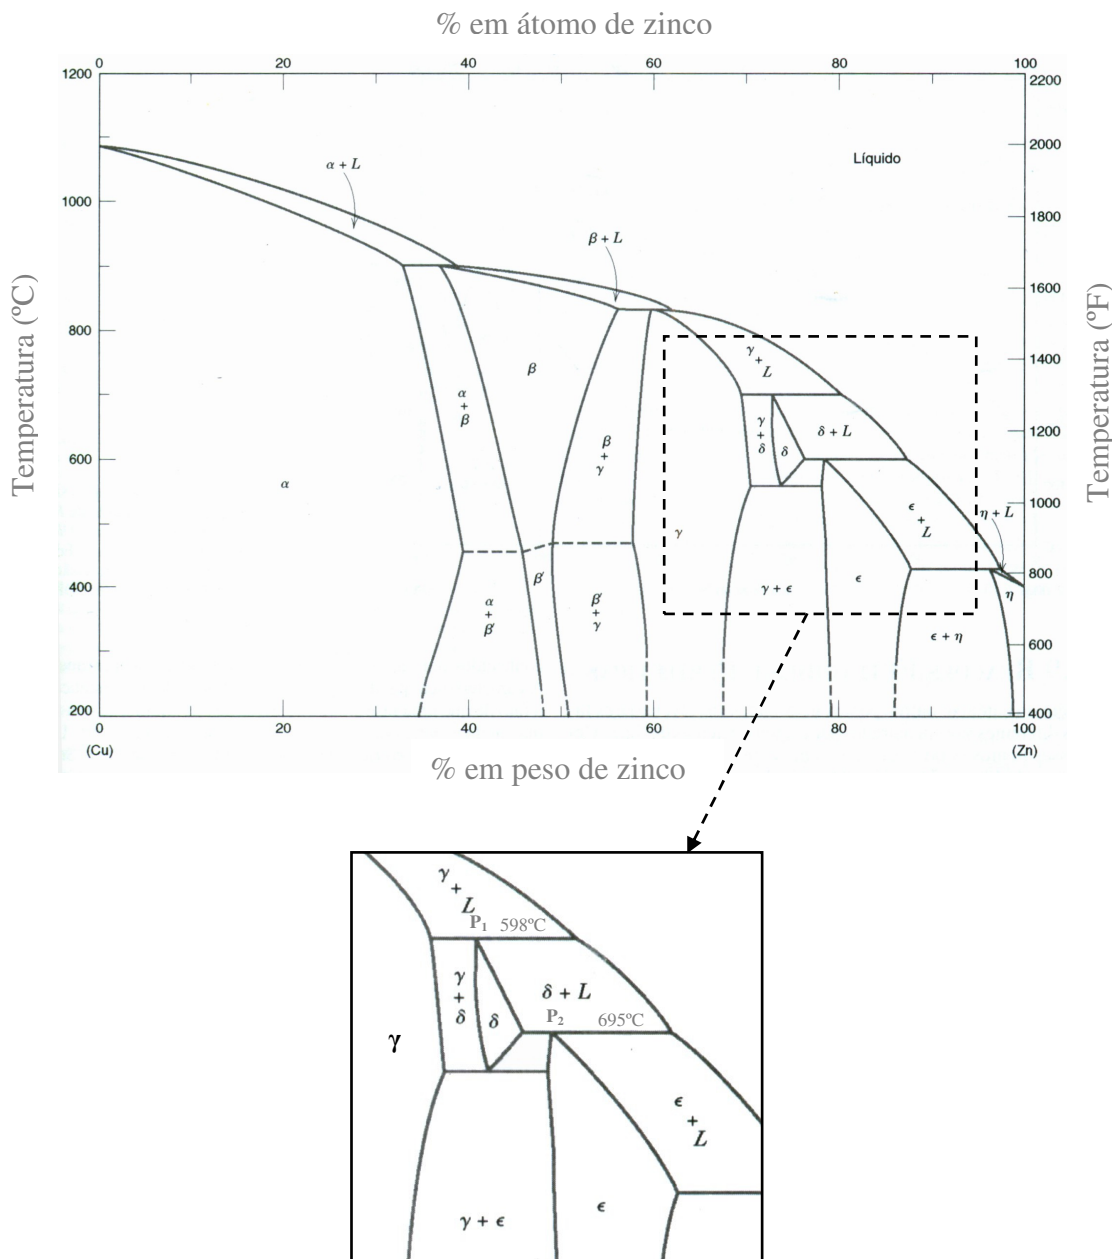 % em átomo de zinco
0 20 40 60 80 100
1200 2200
2000
α + L
Líquido
1000 1800
β + L
1600
800
γ + L
1400
β
α + β
β + γ
γ + δ
δ
δ + L
1200
600
α
ϵ + L
η + L
1000
γ
β′
400
α + β′
β′ + γ
γ + ϵ
ϵ
η
800
ϵ + η
600
200 400
0 20 40 60 80 100
(Cu) (Zn)
Temperatura (ºC)
Temperatura (ºF)
% em peso de zinco
γ + L
P1 598ºC
γ + δ
δ
δ + L
P2 695ºC
γ
ϵ + L
γ + ϵ
ϵ